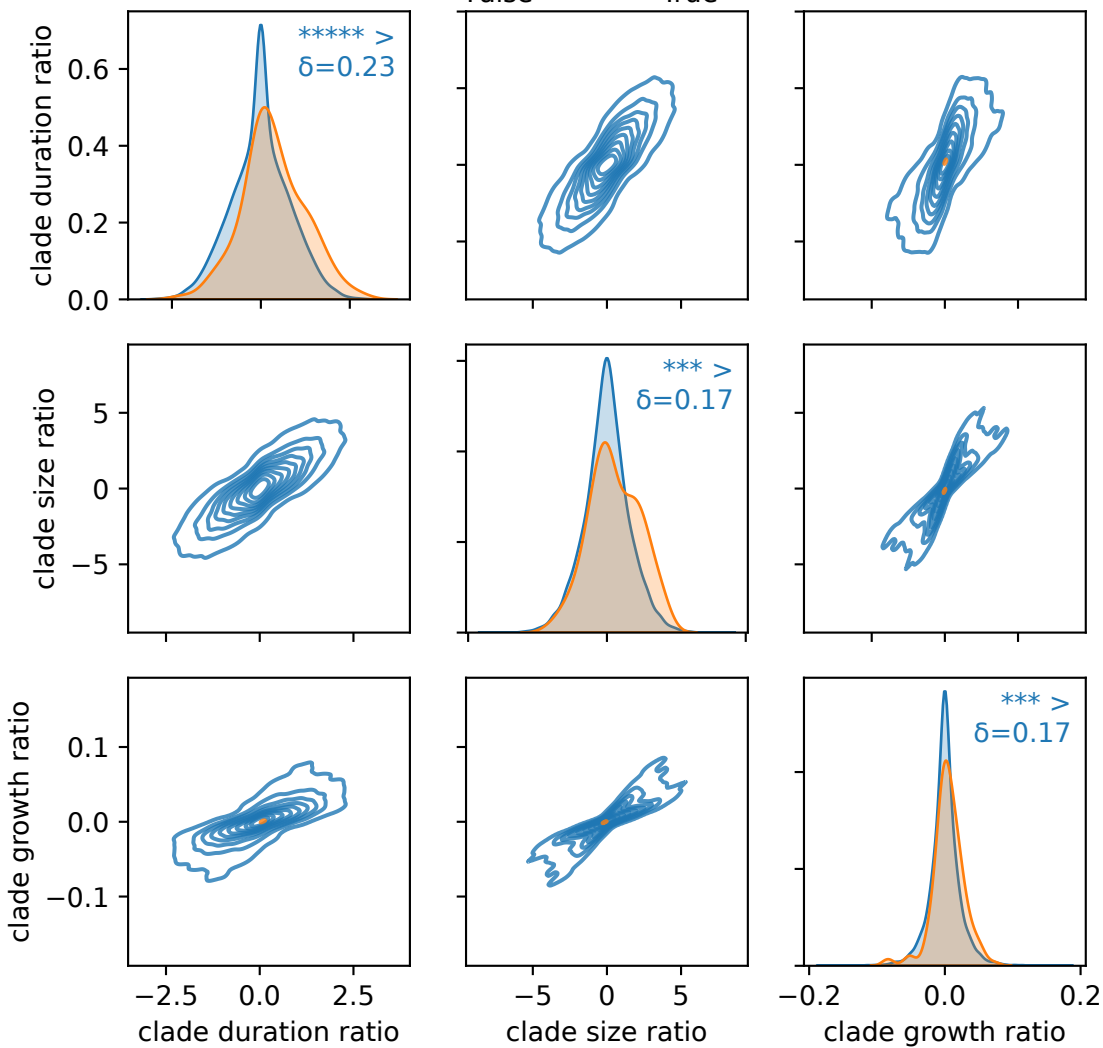 ***** >
δ=0.23
clade duration ratio
0.6
0.4
0.2
0.0
*** >
δ=0.17
clade size ratio
5
0
−5
*** >
δ=0.17
clade growth ratio
0.1
0.0
−0.1
−2.5 0.0 2.5
−5 0 5
−0.2 0.0 0.2
clade duration ratio
clade size ratio
clade growth ratio